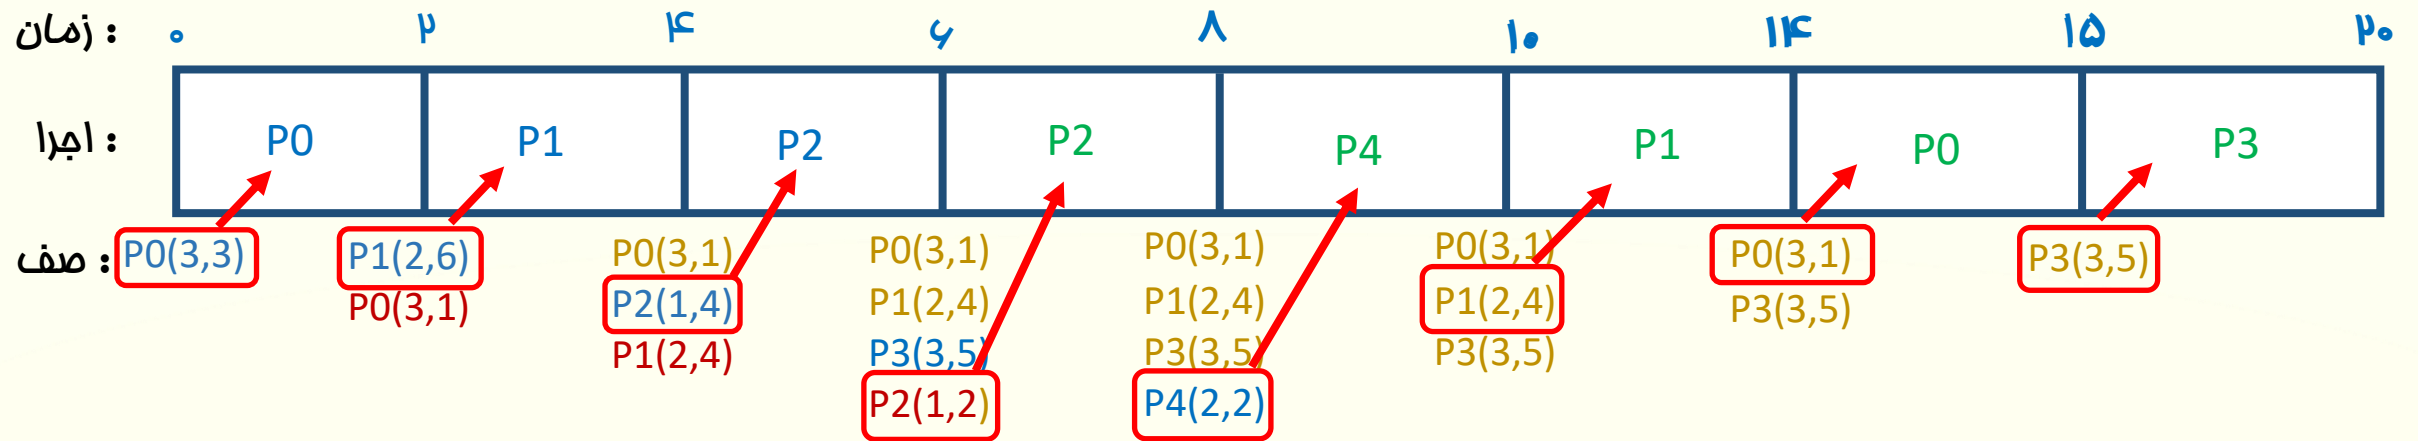 زمان : ۰ ۲ ۴ ۶ ۸ ۱۰ ۱۴ ۱۵ ۲۰
اجرا : P0 P1 P2 P2 P4 P1 P0 P3
صف : P0(3,3) P1(2,6) P0(3,1) P0(3,1) P0(3,1) P0(3,1) P0(3,1) P3(3,5)
P0(3,1) P2(1,4) P1(2,4) P1(2,4) P1(2,4) P3(3,5)
P1(2,4) P3(3,5) P3(3,5) P3(3,5)
P2(1,2) P4(2,2)